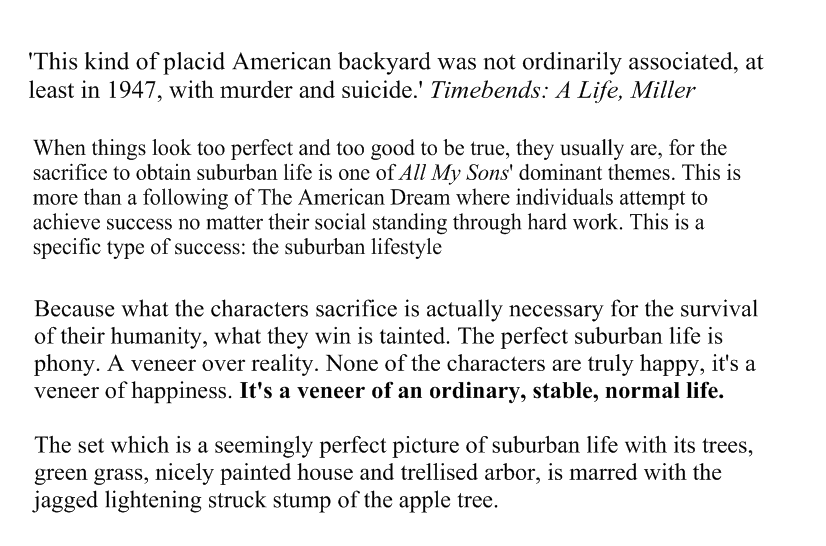 'This kind of placid American backyard was not ordinarily associated, at
least in 1947, with murder and suicide.' Timebends: A Life, Miller
When things look too perfect and too good to be true, they usually are, for the
sacrifice to obtain suburban life is one of All My Sons' dominant themes. This is
more than a following of The American Dream where individuals attempt to
achieve success no matter their social standing through hard work. This is a
specific type of success: the suburban lifestyle
Because what the characters sacrifice is actually necessary for the survival
of their humanity, what they win is tainted. The perfect suburban life is
phony. A veneer over reality. None of the characters are truly happy, it's a
veneer of happiness. It's a veneer of an ordinary, stable, normal life.
The set which is a seemingly perfect picture of suburban life with its trees,
green grass, nicely painted house and trellised arbor, is marred with the
jagged lightening struck stump of the apple tree.